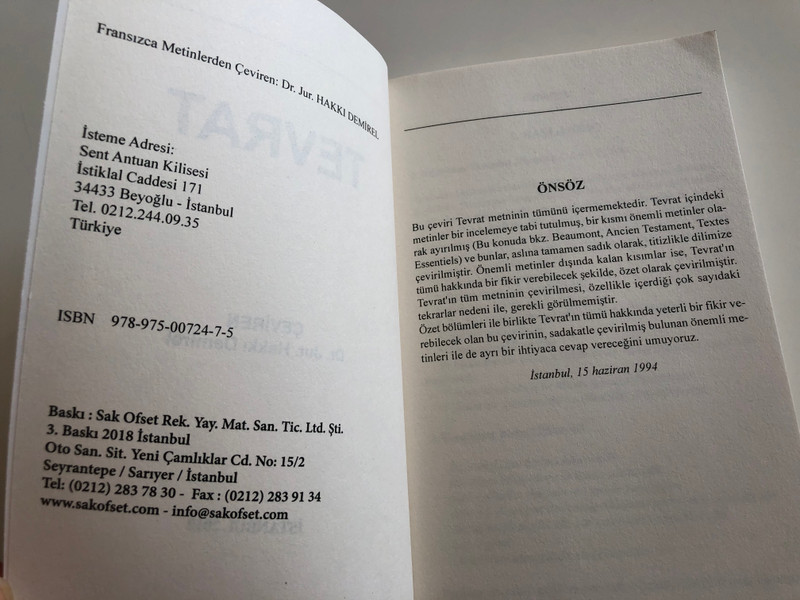 Fransızca Metinlerden Çeviren: Dr. Jur. HAKKI DEMİREL
İsteme Adresi:
Sent Antuan Kilisesi
İstiklal Caddesi 171
34433 Beyoğlu - İstanbul
Tel. 0212.244.09.35
Türkiye
ISBN 978-975-00724-7-5
Baskı : Sak Ofset Rek. Yay. Mat. San. Tic. Ltd. Şti.
3. Baskı 2018 İstanbul
Oto San. Sit. Yeni Çamlıklar Cd. No: 15/2
Seyrantepe / Sarıyer / İstanbul
Tel: (0212) 283 78 30 - Fax : (0212) 283 91 34
www.sakofset.com - info@sakofset.com
TEVRAT
ÇEVİREN
Dr. Jur. Hakkı Demirel
ÖNSÖZ
Bu çeviri Tevrat metninin tümünü içermemektedir. Tevrat içindeki
metinler bir incelemeye tabi tutulmuş, bir kısmı önemli metinler ola-
rak ayırılmış (Bu konuda bkz. Beaumont, Ancien Testament, Textes
Essentiels) ve bunlar, aslına tamamen sadık olarak, titizlikle dilimize
çevirilmiştir. Önemli metinler dışında kalan kısımlar ise, Tevrat'ın
tümü hakkında bir fikir verebilecek şekilde, özet olarak çevirilmiştir.
Tevrat'ın tüm metninin çevirilmesi, özellikle içerdiği çok sayıdaki
tekrarlar nedeni ile, gerekli görülmemiştir.
Özet bölümleri ile birlikte Tevrat'ın tümü hakkında yeterli bir fikir ve-
rebilecek olan bu çevirinin, sadakatle çevirilmiş bulunan önemli me-
tinleri ile de ayrı bir ihtiyaca cevap vereceğini umuyoruz.
İstanbul, 15 haziran 1994